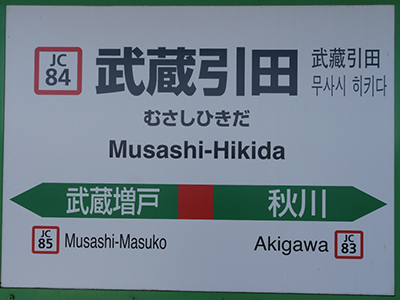 JC
84
武蔵引田
武藏引田
무사시 히키다
むさしひきだ
Musashi-Hikida
武蔵増戸
秋川
JC
85
Musashi-Masuko
Akigawa
JC
83